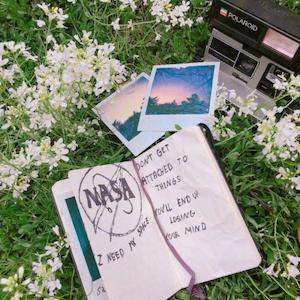 POLAROID
NASA
I NEED MY SPACE
DON'T GET
ATTACHED TO
THINGS
YOU'LL END UP
LOSING
YOUR MIND